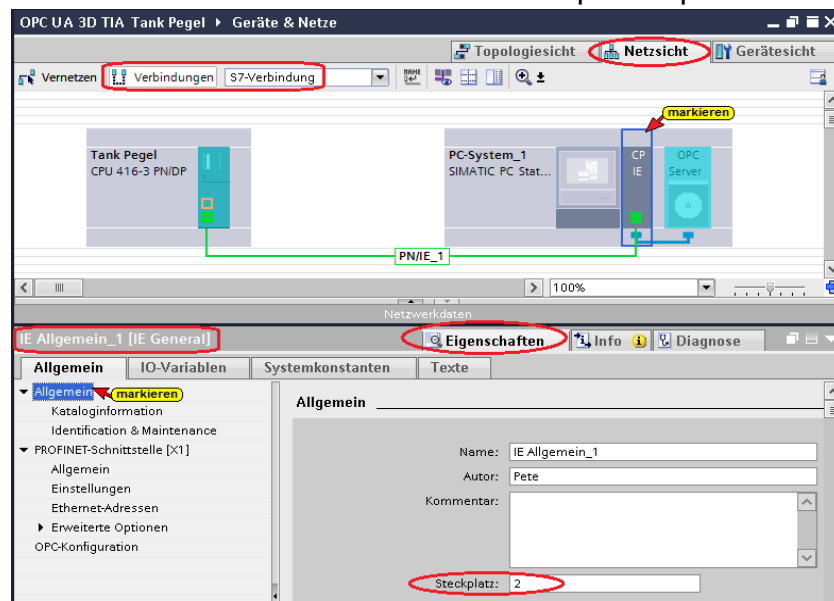 OPC UA 3D TIA Tank Pegel ▸ Geräte & Netze
Topologiesicht Netzsicht Gerätesicht
Vernetzen Verbindungen S7-Verbindung
markieren
Tank Pegel
CPU 416-3 PN/DP
PC-System_1
SIMATIC PC Stat...
CP
IE
OPC
Server
PN/IE_1
100%
Netzwerkdaten
IE Allgemein_1 [IE General]
Eigenschaften Info Diagnose
Allgemein IO-Variablen Systemkonstanten Texte
Allgemein
markieren
Kataloginformation
Identification & Maintenance
PROFINET-Schnittstelle [X1]
Allgemein
Einstellungen
Ethernet-Adressen
Erweiterte Optionen
OPC-Konfiguration
Allgemein
Name: IE Allgemein_1
Autor: Pete
Kommentar:
Steckplatz: 2